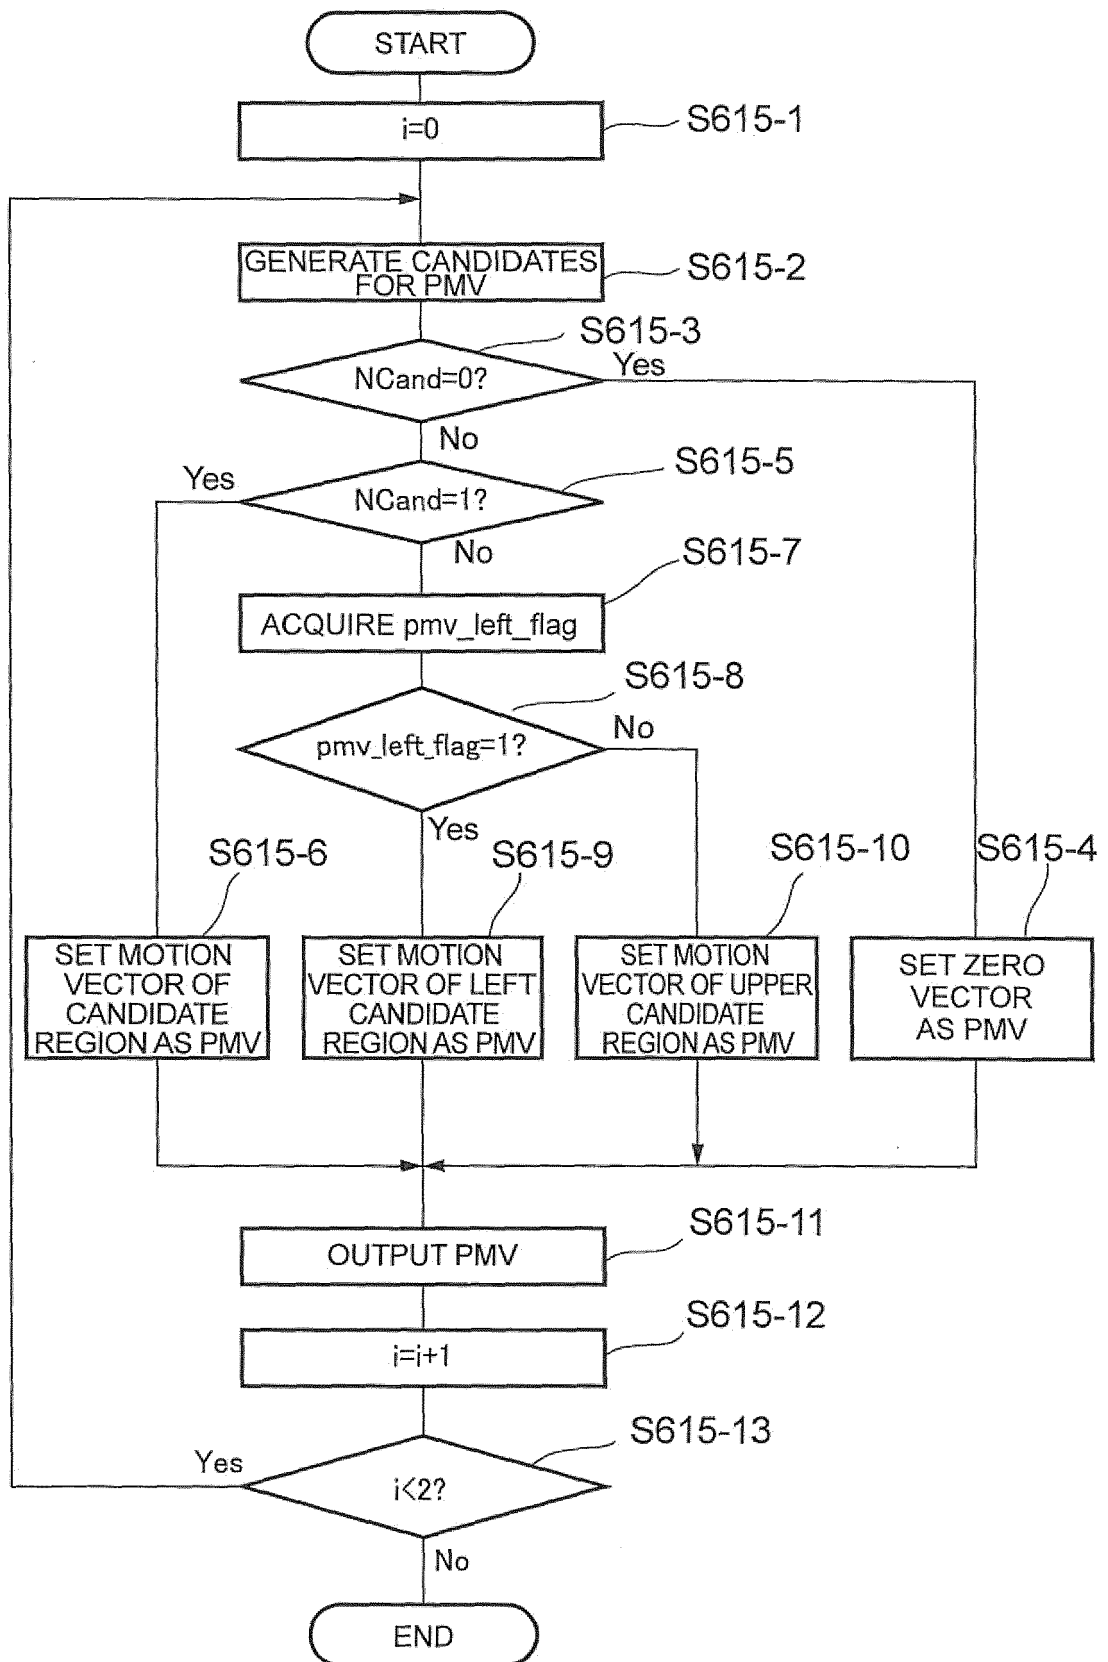 START
i=0
S615-1
GENERATE CANDIDATES
FOR PMV
S615-2
S615-3
NCand=0?
Yes
No
S615-5
Yes
NCand=1?
No
S615-7
ACQUIRE pmv_left_flag
S615-8
pmv_left_flag=1?
No
Yes
S615-6
S615-9
S615-10
S615-4
SET MOTION
VECTOR OF
CANDIDATE
REGION AS PMV
SET MOTION
VECTOR OF LEFT
CANDIDATE
REGION AS PMV
SET MOTION
VECTOR OF UPPER
CANDIDATE
REGION AS PMV
SET ZERO
VECTOR
AS PMV
S615-11
OUTPUT PMV
S615-12
i=i+1
S615-13
Yes
i<2?
No
END